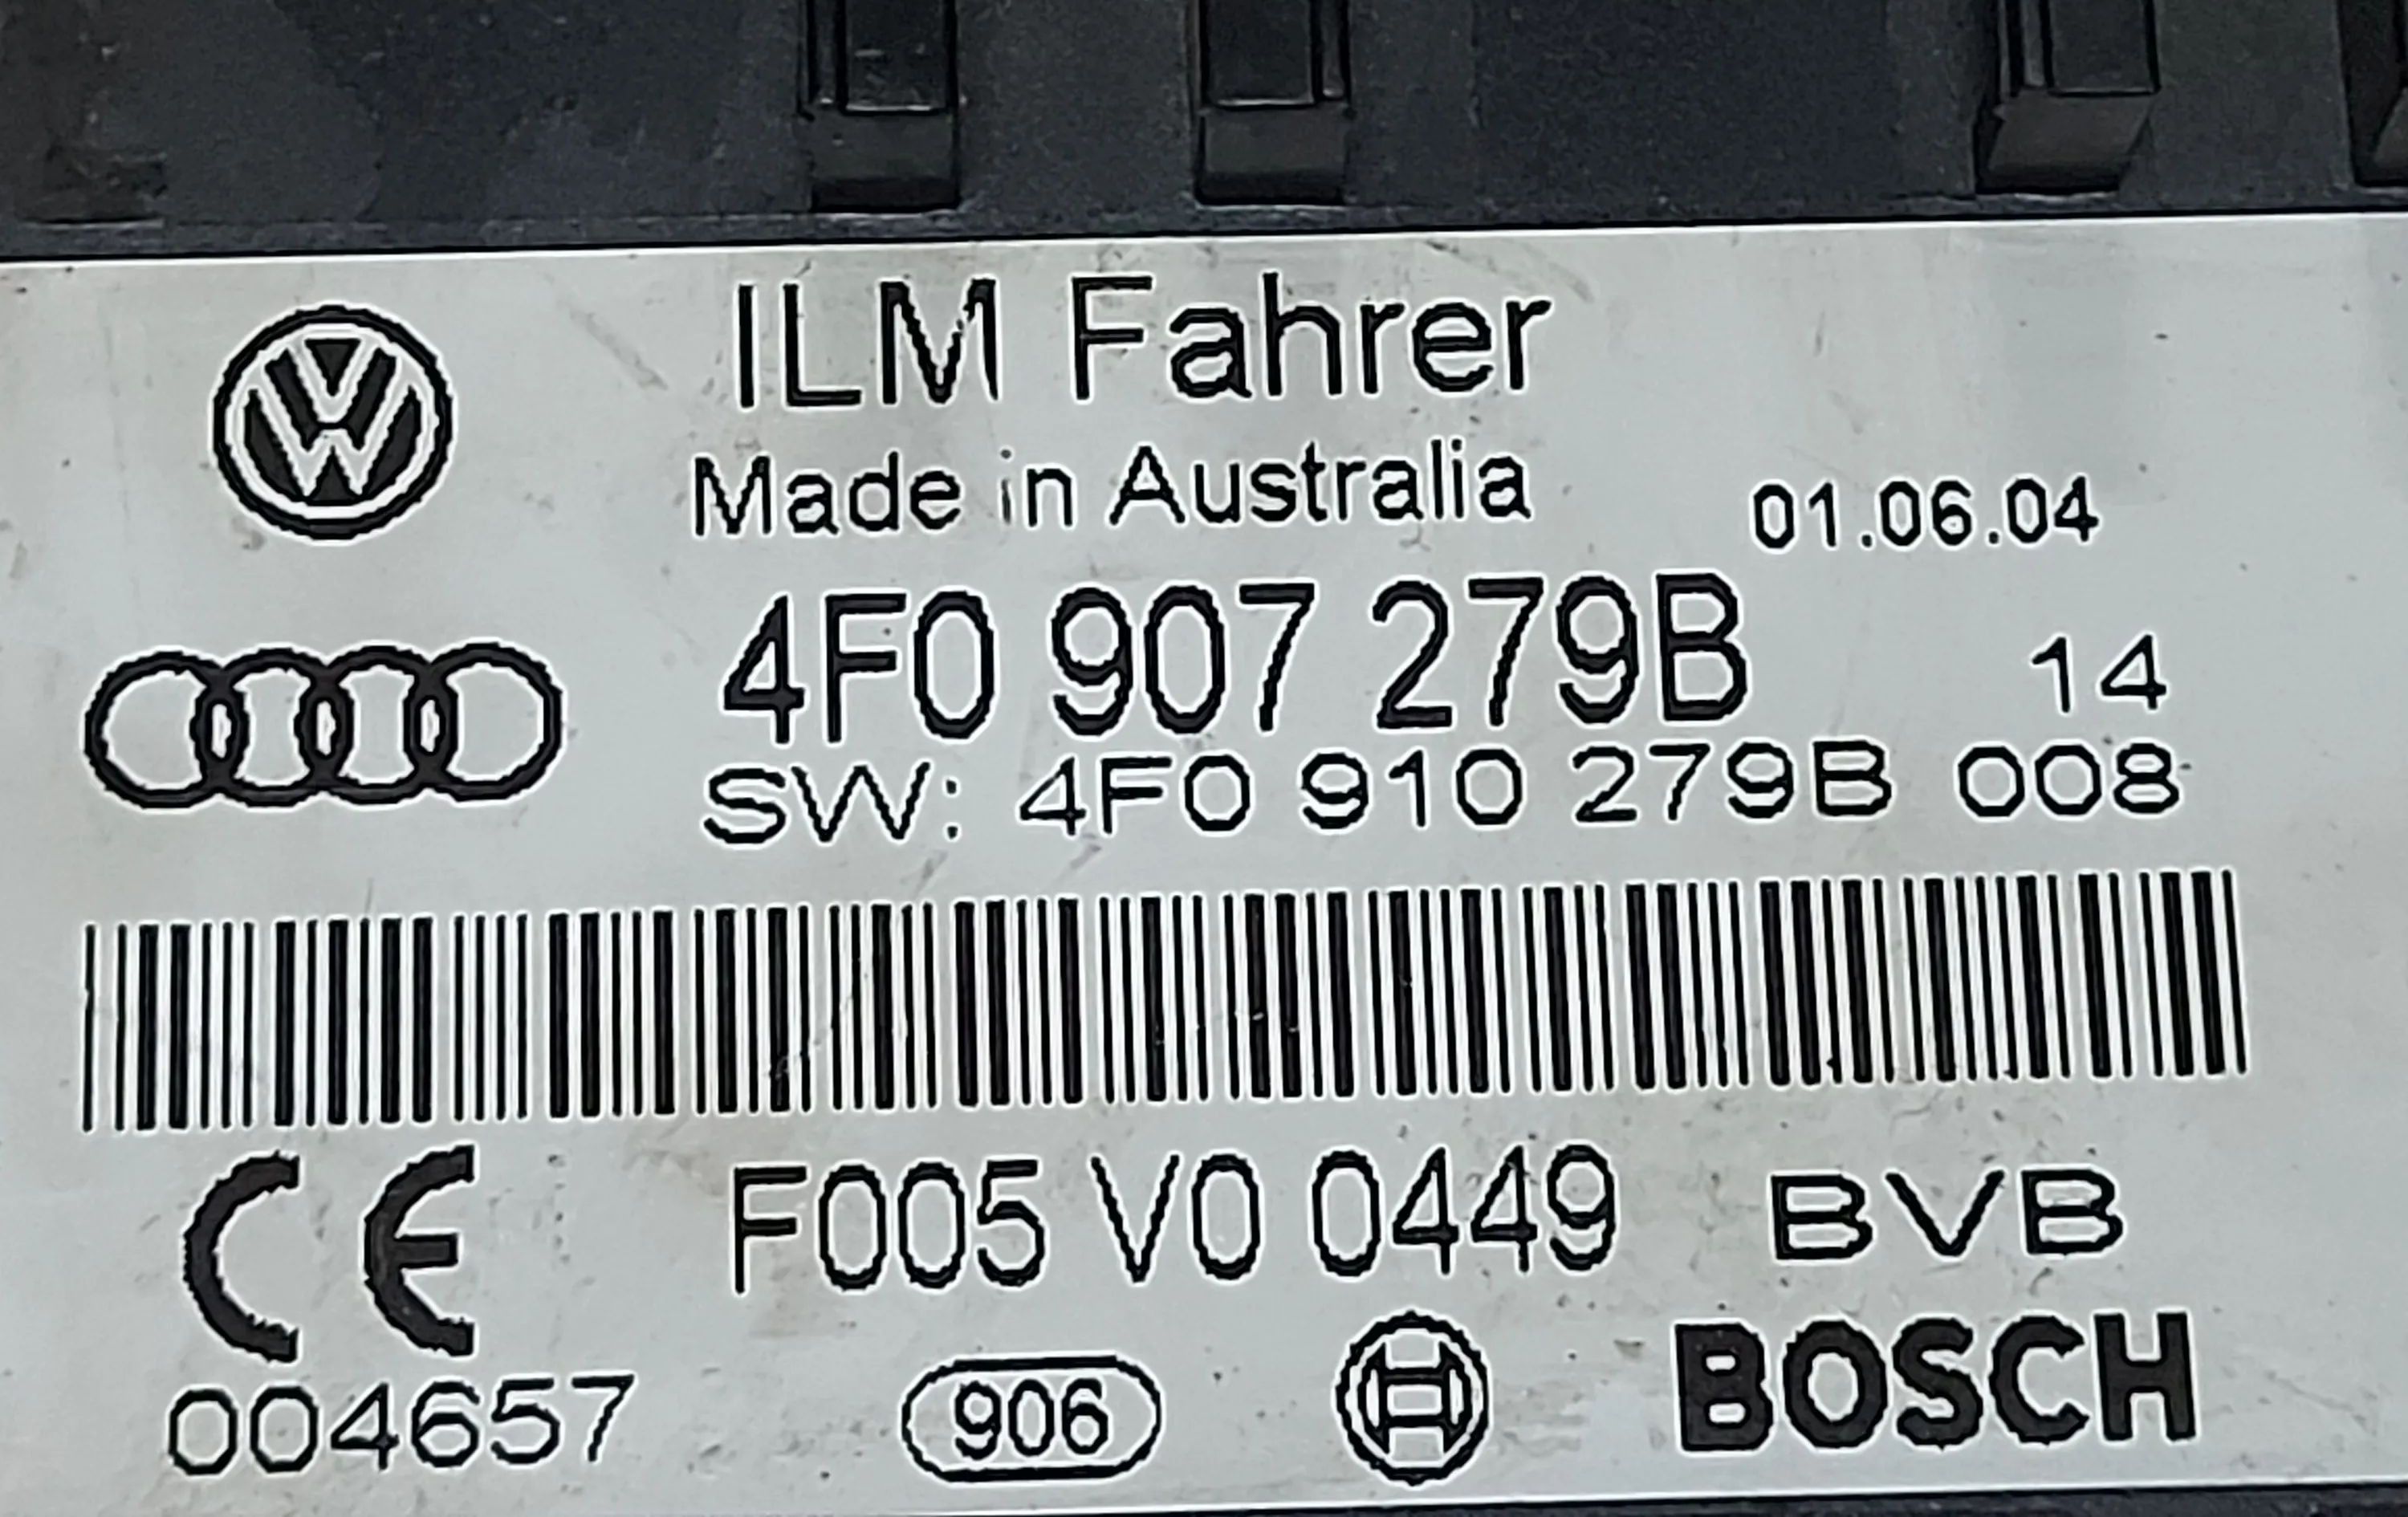 ILM Fahrer
Made in Australia 01.06.04
4F0 907 279B 14
SW: 4F0 910 279B 008
CE F005 V0 0449 BVB
004657 906 BOSCH